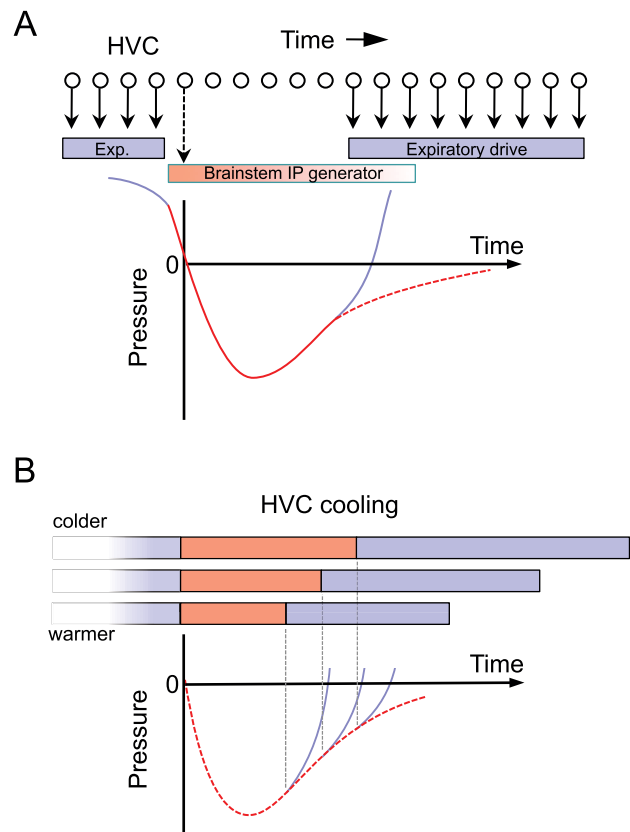 A
HVC
Time
Exp.
Expiratory drive
Brainstem IP generator
Time
0
Pressure
B
HVC cooling
colder
warmer
Time
0
Pressure